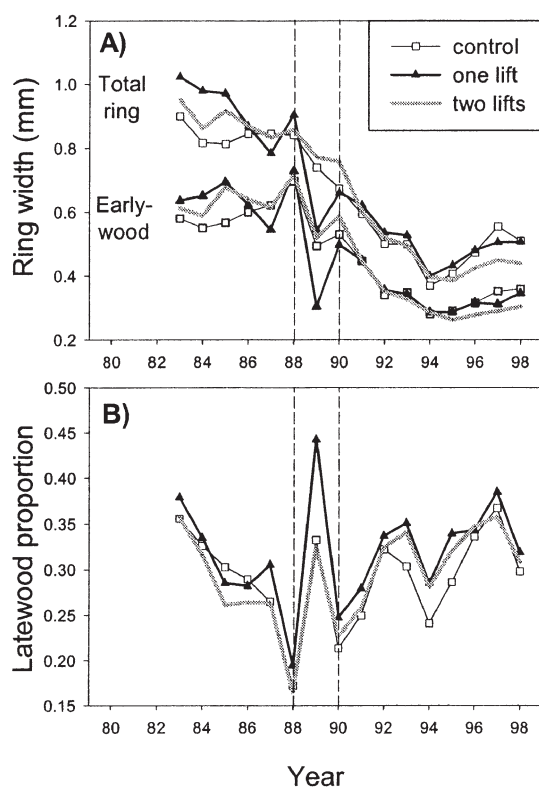 A)
control
one lift
two lifts
Total
ring
Early-
wood
Ring width (mm)
1.2
1.0
0.8
0.6
0.4
0.2
80 82 84 86 88 90 92 94 96 98
B)
Latewood proportion
0.50
0.45
0.40
0.35
0.30
0.25
0.20
0.15
80 82 84 86 88 90 92 94 96 98
Year